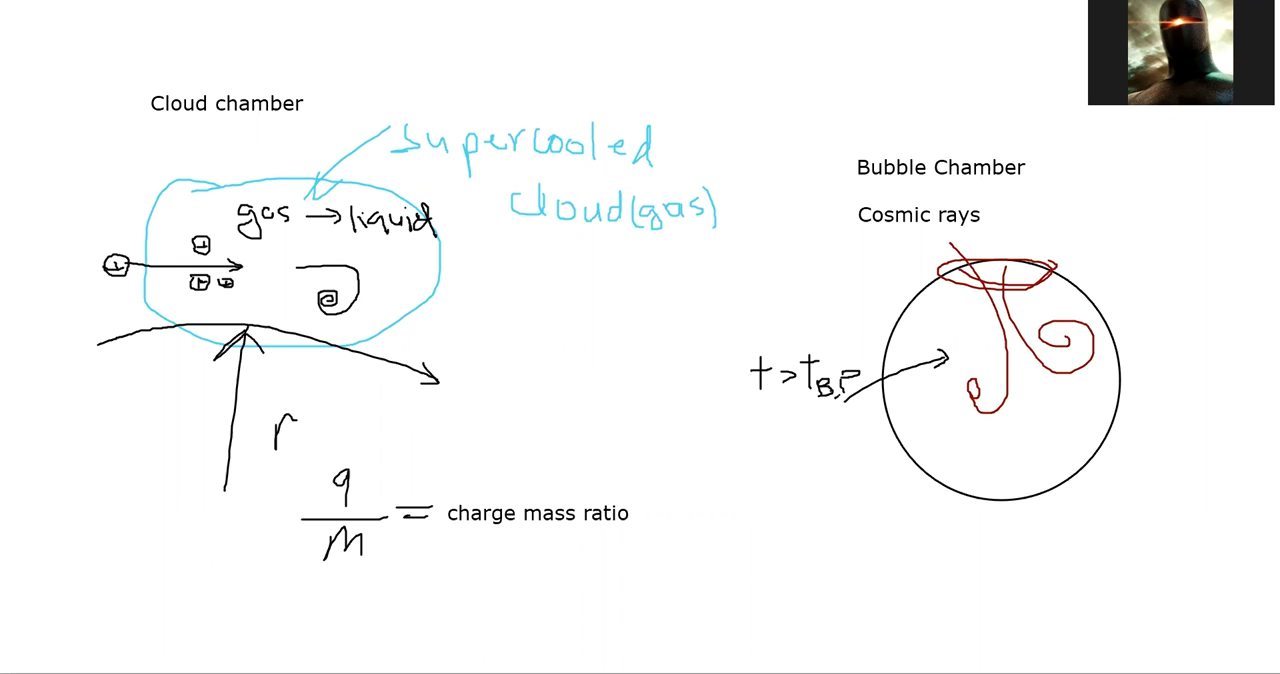 Cloud chamber
supercooled
cloud(gas)
gas → liquid
r
q
m
= charge mass ratio
Bubble Chamber
Cosmic rays
t > tB.P